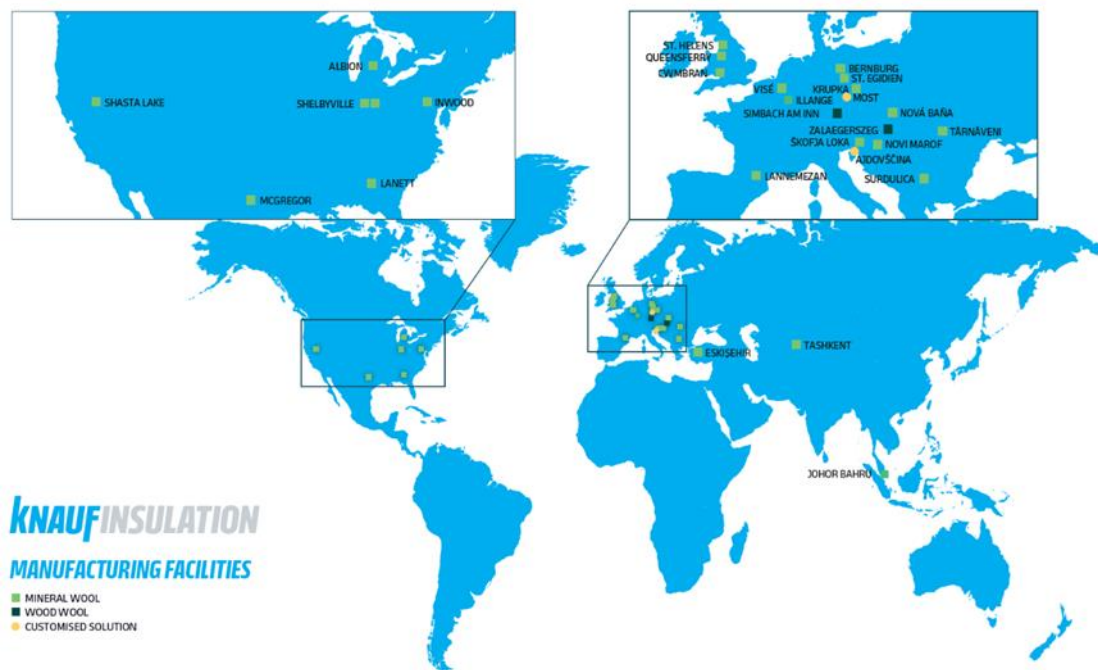 ALBION
SHASTA LAKE
SHELBYVILLE
INWOOD
LANETT
MCGREGOR
ST. HELENS
QUEENSFERRY
CWMBRAN
BERNBURG
ST. EGIDIEN
VISÉ
KRUPKA
ILLANGE
MOST
SIMBACH AM INN
NOVÁ BAŇA
ZALAEGERSZEG
TÂRNĂVENI
ŠKOFJA LOKA
NOVI MAROF
AJDOVŠČINA
LANNEMEZAN
SURDULICA
ESKIŞEHIR
TASHKENT
JOHOR BAHRU
KNAUFINSULATION
MANUFACTURING FACILITIES
MINERAL WOOL
WOOD WOOL
CUSTOMISED SOLUTION